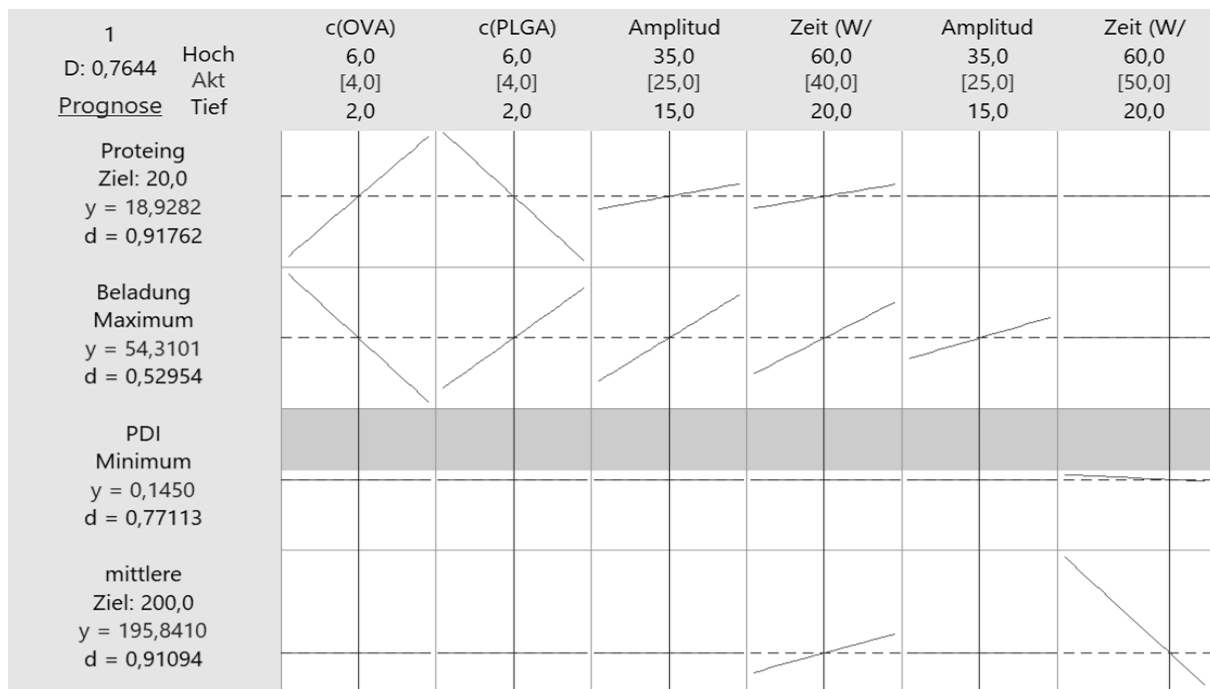 1
D: 0,7644
Prognose
Hoch
Akt
Tief
c(OVA)
6,0
[4,0]
2,0
c(PLGA)
6,0
[4,0]
2,0
Amplitud
35,0
[25,0]
15,0
Zeit (W/
60,0
[40,0]
20,0
Amplitud
35,0
[25,0]
15,0
Zeit (W/
60,0
[50,0]
20,0
Proteing
Ziel: 20,0
y = 18,9282
d = 0,91762
Beladung
Maximum
y = 54,3101
d = 0,52954
PDI
Minimum
y = 0,1450
d = 0,77113
mittlere
Ziel: 200,0
y = 195,8410
d = 0,91094